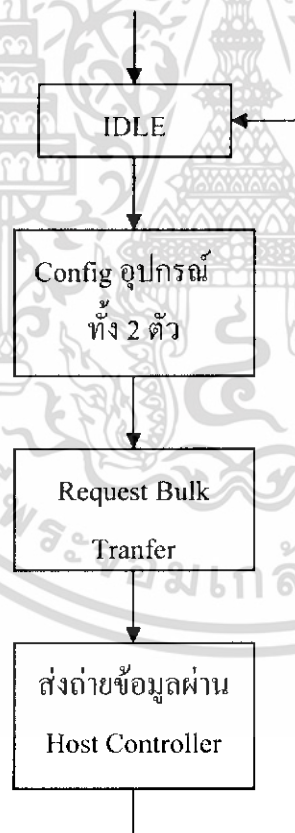 IDLE
Config อุปกรณ์
ทั้ง 2 ตัว
Request Bulk
Tranfer
ส่งถ่ายข้อมูลผ่าน
Host Controller